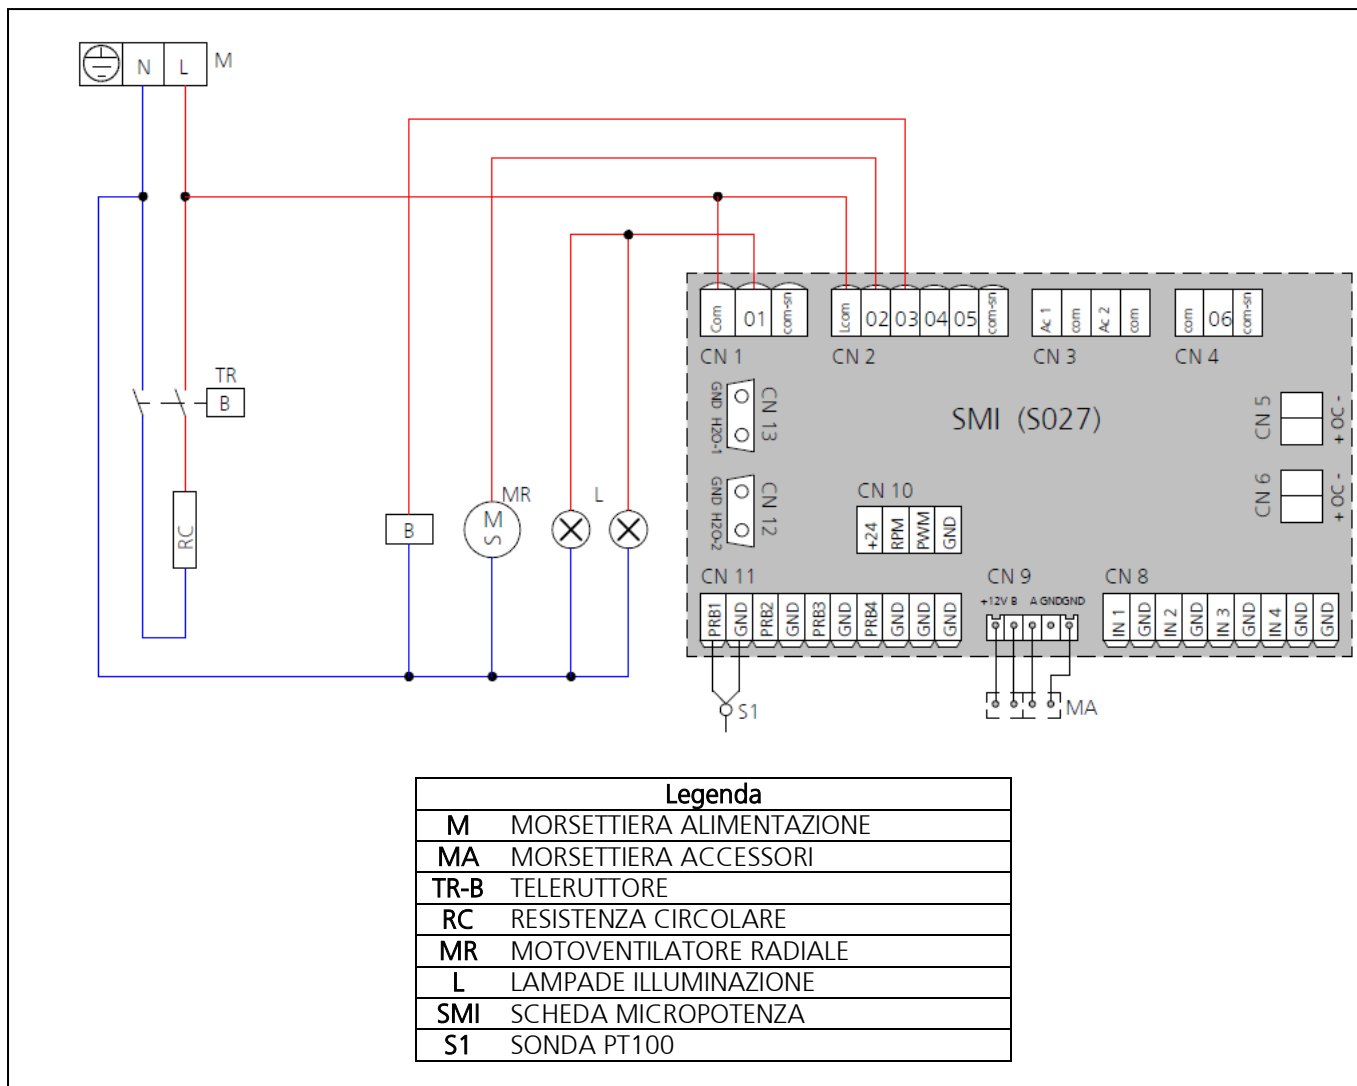 N L M
Com 01 com-sn
Lcom 02 03 04 05 com-sn
Ac 1 com Ac 2 com
com 06 com-sn
CN 1
CN 2
CN 3
CN 4
TR
B
GND H2O-1
CN 13
SMI (S027)
CN 5
+ OC -
GND H2O-2
CN 12
CN 10
+24 RPM PWM GND
CN 6
+ OC -
MR
M
S
L
B
RC
CN 11
PRB1 GND PRB2 GND PRB3 GND PRB4 GND GND GND
CN 9
+12V B A GND GND
CN 8
IN 1 GND IN 2 GND IN 3 GND IN 4 GND GND
S1
MA
Legenda
M MORSETTIERA ALIMENTAZIONE
MA MORSETTIERA ACCESSORI
TR-B TELERUTTORE
RC RESISTENZA CIRCOLARE
MR MOTOVENTILATORE RADIALE
L LAMPADE ILLUMINAZIONE
SMI SCHEDA MICROPOTENZA
S1 SONDA PT100